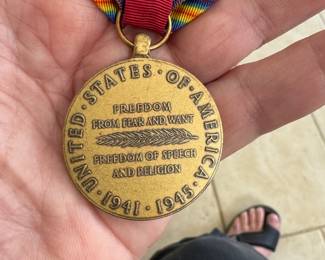 UNITED · STATES · OF · AMERICA
FREEDOM
FROM FEAR AND WANT
FREEDOM OF SPEECH
AND RELIGION
· 1941 · 1945 ·